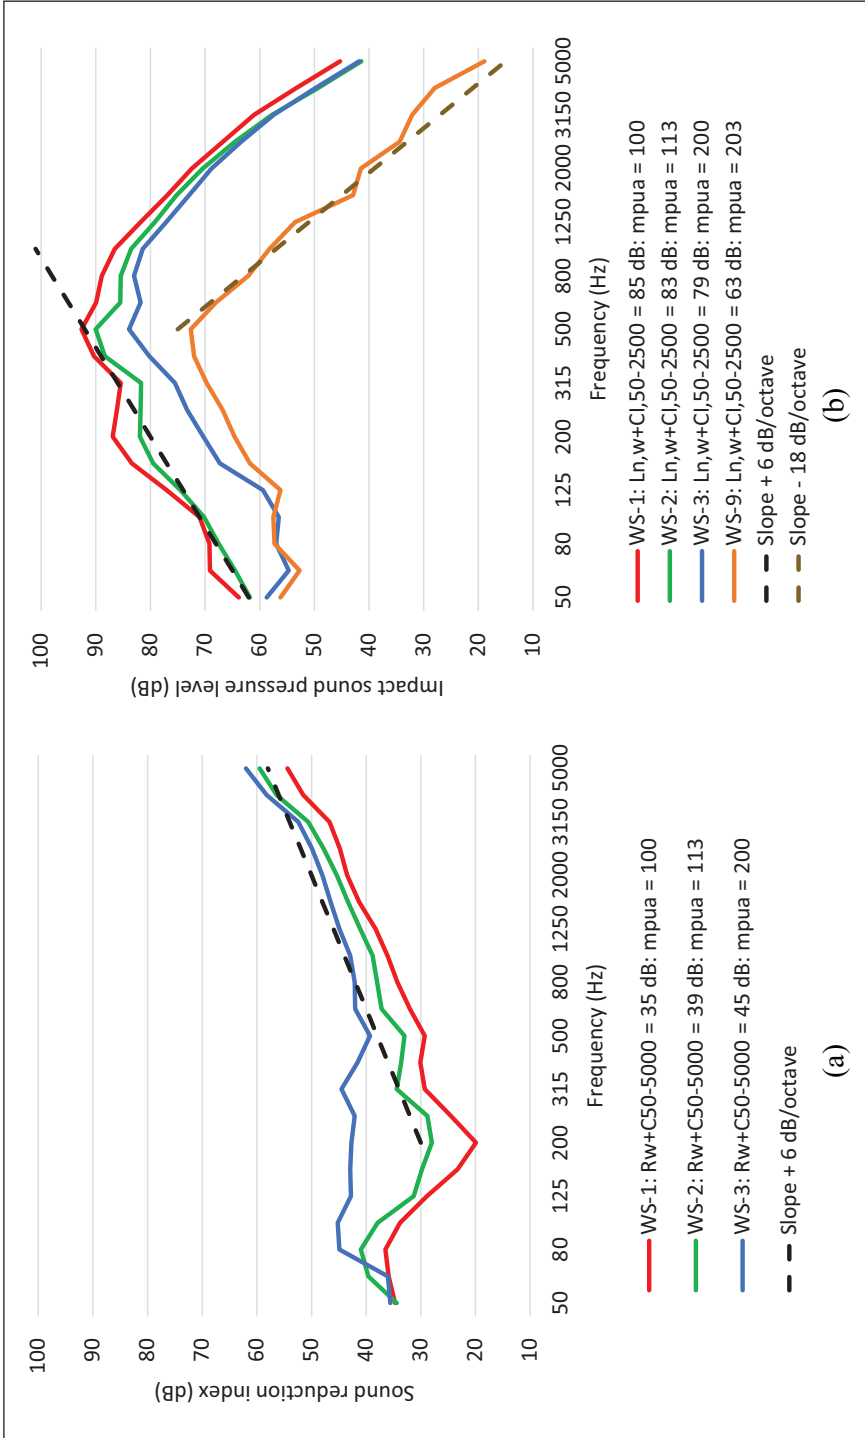 100
90
80
70
60
50
40
30
20
10
Sound reduction index (dB)
50 80 125 200 315 500 800 1250 2000 3150 5000
Frequency (Hz)
WS-1: Rw+C50-5000 = 35 dB: mpua = 100
WS-2: Rw+C50-5000 = 39 dB: mpua = 113
WS-3: Rw+C50-5000 = 45 dB: mpua = 200
Slope + 6 dB/octave
(a)
100
90
80
70
60
50
40
30
20
10
Impact sound pressure level (dB)
50 80 125 200 315 500 800 1250 2000 3150 5000
Frequency (Hz)
WS-1: Ln,w+CI,50-2500 = 85 dB: mpua = 100
WS-2: Ln,w+CI,50-2500 = 83 dB: mpua = 113
WS-3: Ln,w+CI,50-2500 = 79 dB: mpua = 200
WS-9: Ln,w+CI,50-2500 = 63 dB: mpua = 203
Slope + 6 dB/octave
Slope - 18 dB/octave
(b)